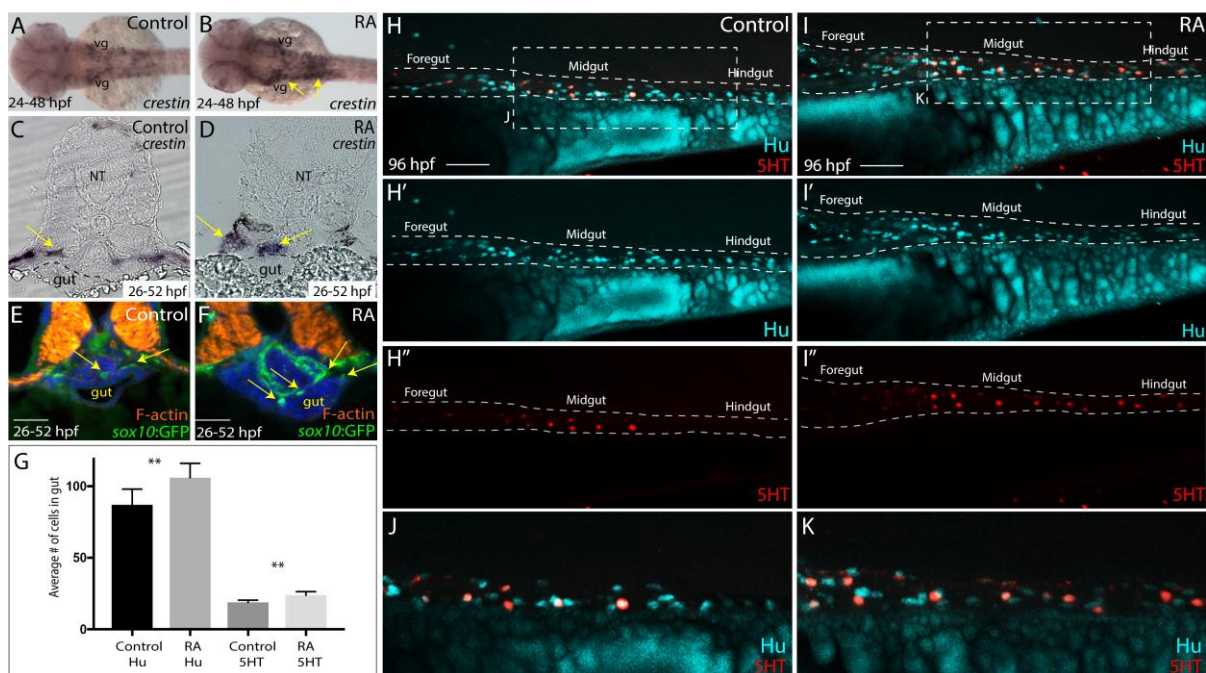 A
Control
vg
vg
24-48 hpf
crestin
B
RA
vg
vg
24-48 hpf
crestin
C
Control
crestin
NT
gut
26-52 hpf
D
RA
crestin
NT
gut
26-52 hpf
E
Control
gut
F-actin
26-52 hpf
sox10:GFP
F
RA
gut
F-actin
26-52 hpf
sox10:GFP
G
Average # of cells in gut
100
50
0
**
**
Control
Hu
RA
Hu
Control
5HT
RA
5HT
H
Control
Foregut
Midgut
Hindgut
J
96 hpf
Hu
5HT
I
RA
Foregut
Midgut
Hindgut
K
96 hpf
Hu
5HT
H'
Foregut
Midgut
Hindgut
Hu
I'
Foregut
Midgut
Hindgut
Hu
H"
Foregut
Midgut
Hindgut
5HT
I"
Foregut
Midgut
Hindgut
5HT
J
Hu
5HT
K
Hu
5HT